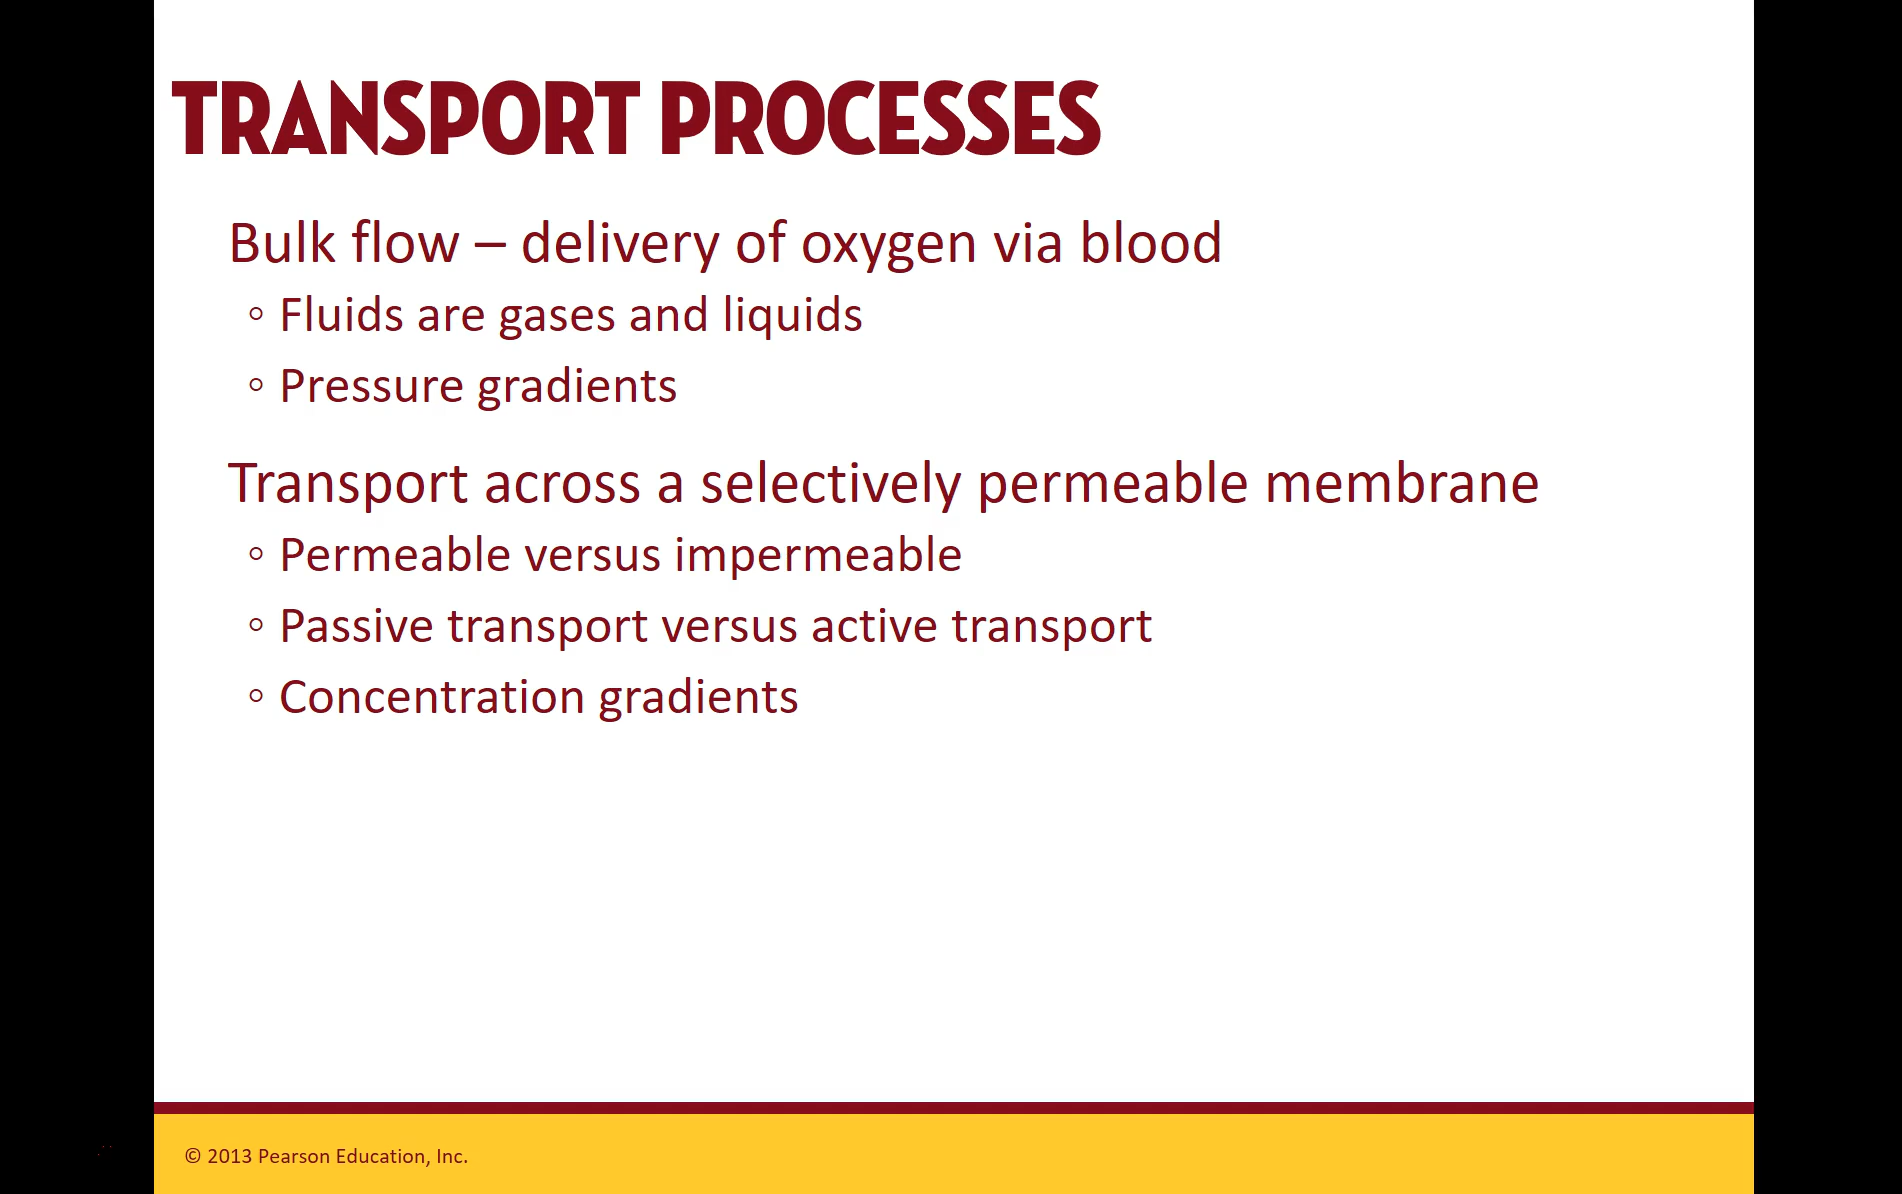 TRANSPORT PROCESSES
Bulk flow – delivery of oxygen via blood
◦ Fluids are gases and liquids
◦ Pressure gradients
Transport across a selectively permeable membrane
◦ Permeable versus impermeable
◦ Passive transport versus active transport
◦ Concentration gradients
© 2013 Pearson Education, Inc.